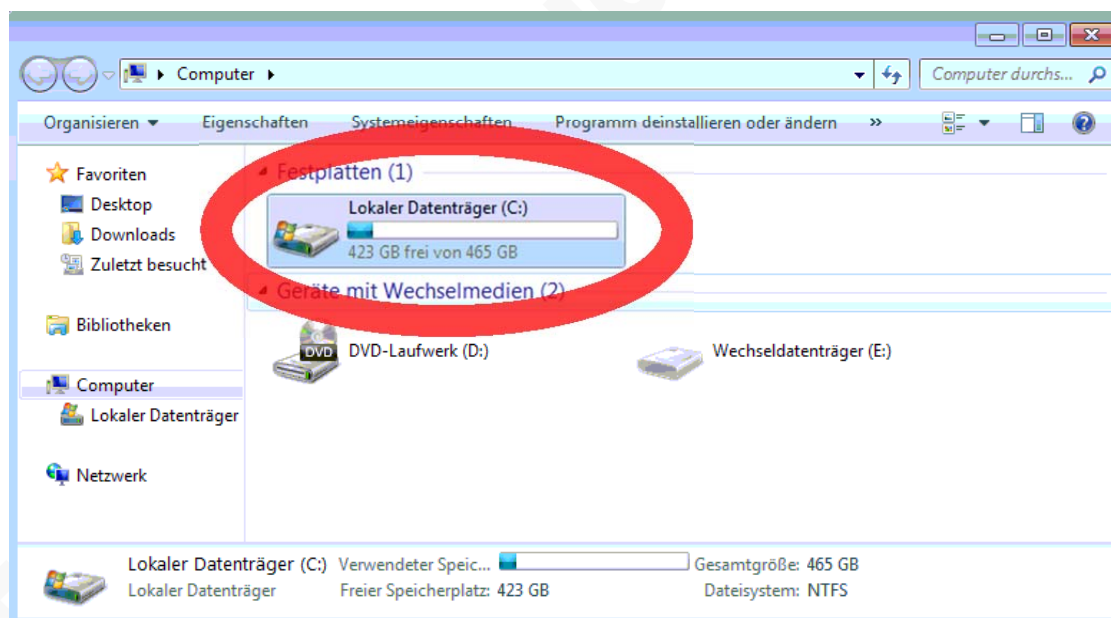 Computer
Computer durchs...
Organisieren Eigenschaften Systemeigenschaften Programm deinstallieren oder ändern »
Favoriten
Desktop
Downloads
Zuletzt besucht
Bibliotheken
Computer
Lokaler Datenträger
Netzwerk
Festplatten (1)
Lokaler Datenträger (C:)
423 GB frei von 465 GB
Geräte mit Wechselmedien (2)
DVD
DVD-Laufwerk (D:)
Wechseldatenträger (E:)
Lokaler Datenträger (C:) Verwendeter Speic... Gesamtgröße: 465 GB
Lokaler Datenträger Freier Speicherplatz: 423 GB Dateisystem: NTFS